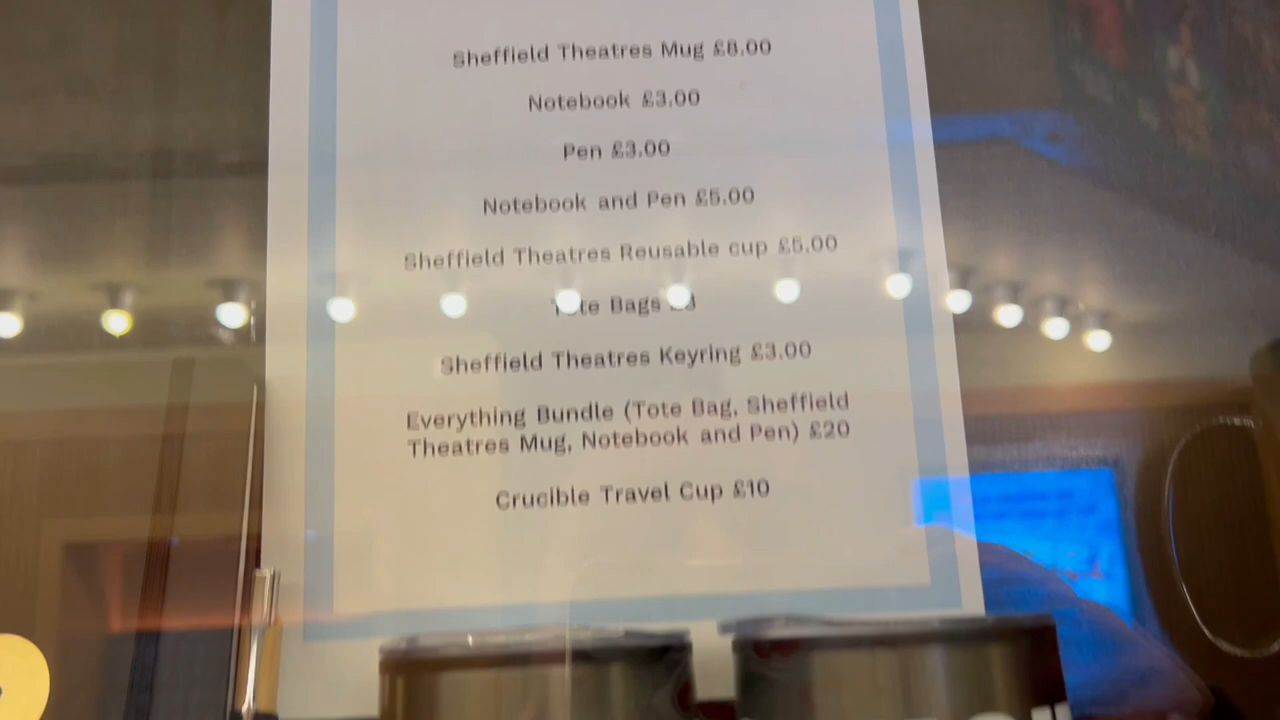 Sheffield Theatres Mug £8.00
Notebook £3.00
Pen £3.00
Notebook and Pen £5.00
Sheffield Theatres Reusable cup £5.00
Tote Bags
Sheffield Theatres Keyring £3.00
Everything Bundle (Tote Bag, Sheffield
Theatres Mug, Notebook and Pen) £20
Crucible Travel Cup £10